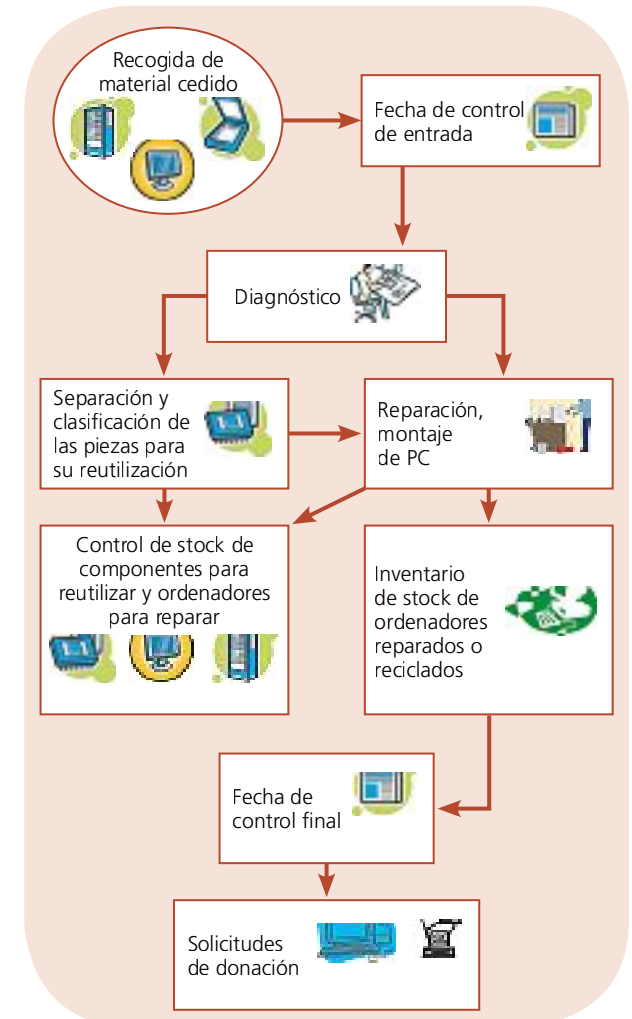 Recogida de
material cedido
Fecha de control
de entrada
Diagnóstico
Separación y
clasificación de
las piezas para
su reutilización
Reparación,
montaje
de PC
Control de stock de
componentes para
reutilizar y ordenadores
para reparar
Inventario
de stock de
ordenadores
reparados o
reciclados
Fecha de
control final
Solicitudes
de donación